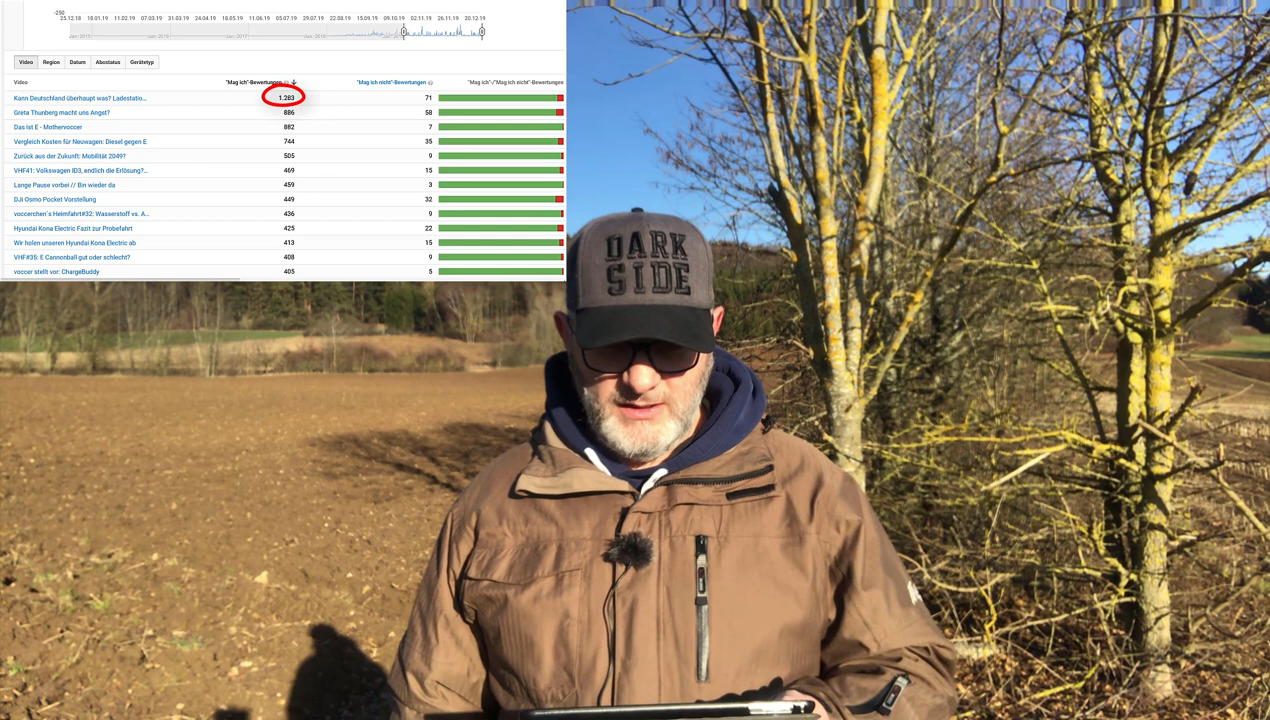 -250
25.12.18 18.01.19 11.02.19 07.03.19 31.03.19 24.04.19 18.05.19 11.06.19 05.07.19 29.07.19 22.08.19 15.09.19 09.10.19 02.11.19 26.11.19 20.12.19
Video Region Datum Abostatus Gerätetyp
Video "Mag ich"-Bewertungen "Mag ich nicht"-Bewertungen "Mag ich"-/"Mag ich nicht"-Bewertungen
Kann Deutschland überhaupt was? Ladestatio... 1.283 71
Greta Thunberg macht uns Angst? 886 58
Das ist E - Mothervoccer 882 7
Vergleich Kosten für Neuwagen: Diesel gegen E 744 35
Zurück aus der Zukunft: Mobilität 2049? 505 9
VHF41: Volkswagen ID3, endlich die Erlösung?... 469 15
Lange Pause vorbei // Bin wieder da 459 3
DJI Osmo Pocket Vorstellung 449 32
voccerchen´s Heimfahrt#32: Wasserstoff vs. A... 436 9
Hyundai Kona Electric Fazit zur Probefahrt 425 22
Wir holen unseren Hyundai Kona Electric ab 413 15
VHF#35: E Cannonball gut oder schlecht? 408 9
voccer stellt vor: ChargeBuddy 405 5
DARK
SIDE